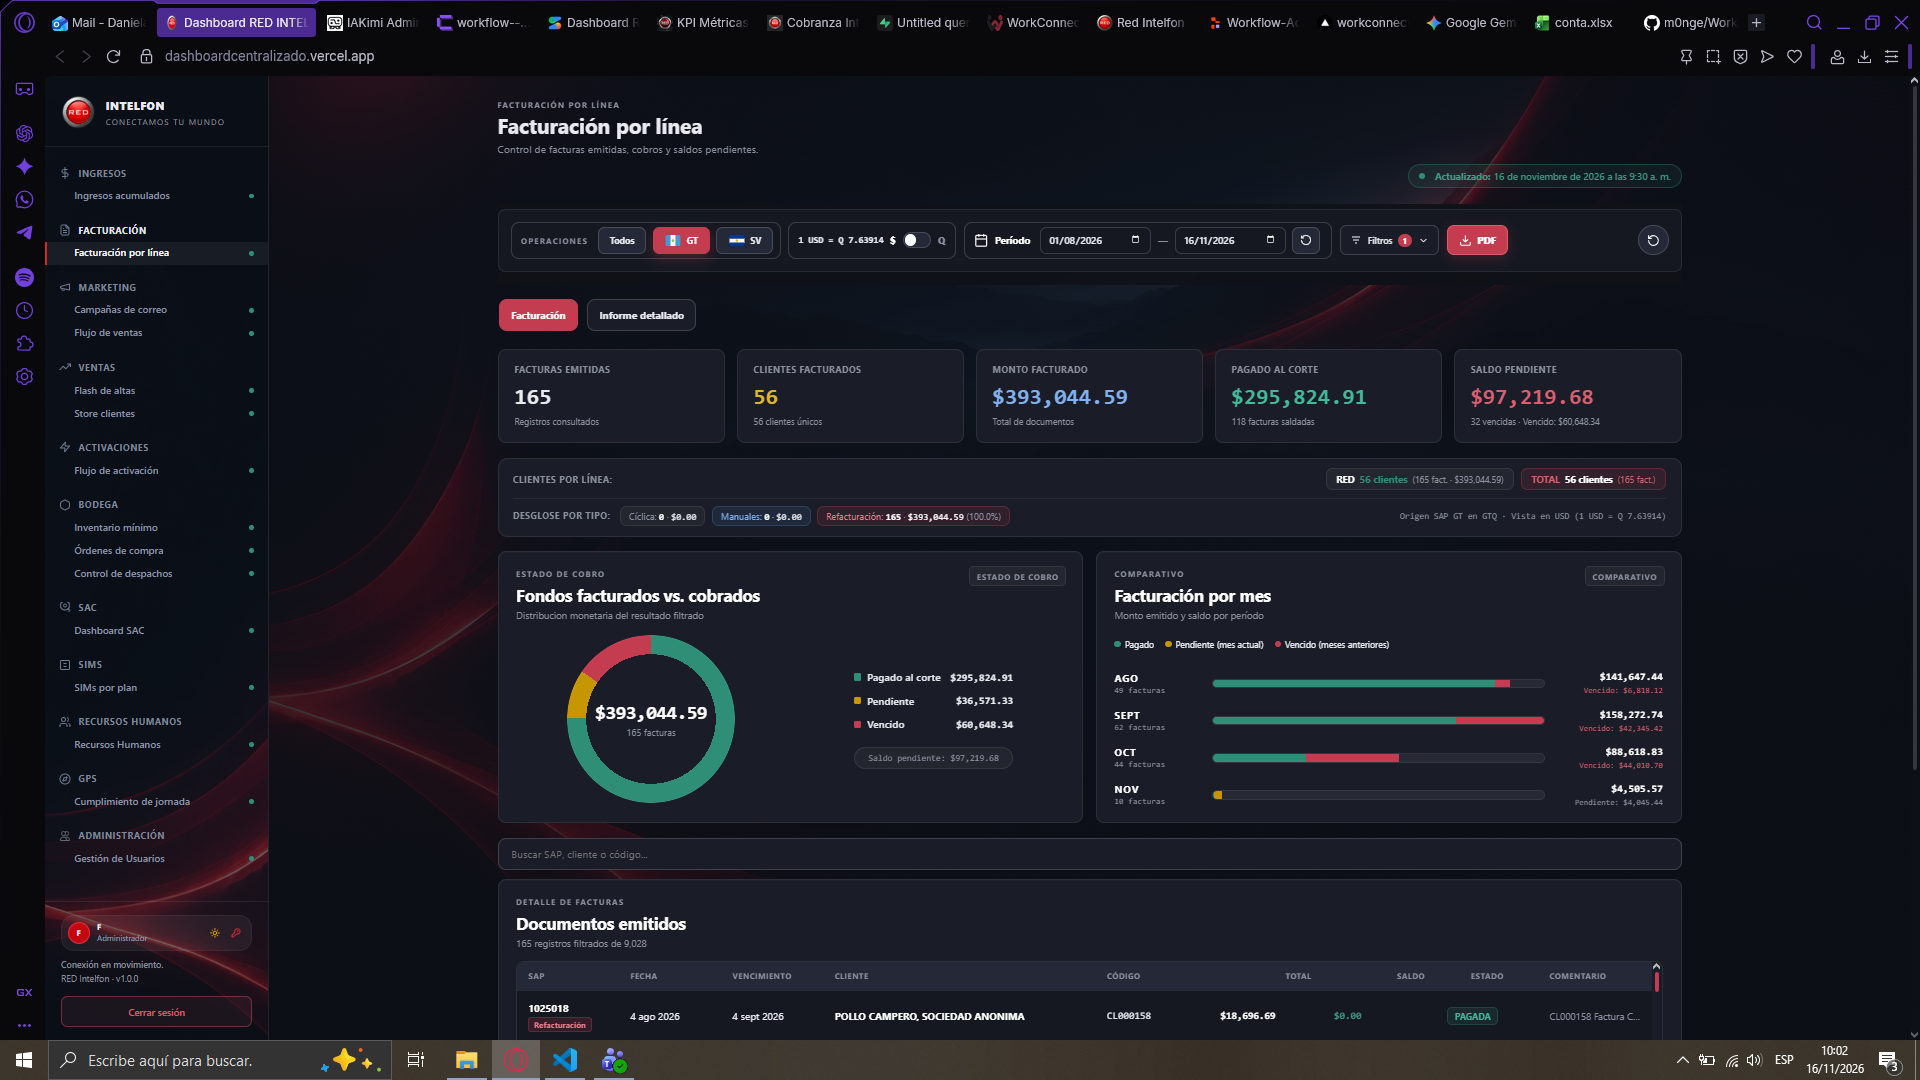 Mail - Daniela
Dashboard RED INTEL
IAKimi Admin
workflow--
Dashboard R
KPI Métricas
Cobranza Int
Untitled quer
WorkConnec
Red Intelfon
Workflow-Ac
workconnec
Google Gem
conta.xlsx
m0nge/Work
dashboardcentralizado.vercel.app
RED
INTELFON
CONECTAMOS TU MUNDO
INGRESOS
Ingresos acumulados
FACTURACIÓN
Facturación por línea
MARKETING
Campañas de correo
Flujo de ventas
VENTAS
Flash de altas
Store clientes
ACTIVACIONES
Flujo de activación
BODEGA
Inventario mínimo
Órdenes de compra
Control de despachos
SAC
Dashboard SAC
SIMS
SIMs por plan
RECURSOS HUMANOS
Recursos Humanos
GPS
Cumplimiento de jornada
ADMINISTRACIÓN
Gestión de Usuarios
F
F
Administrador
Conexión en movimiento.
RED Intelfon · v1.0.0
Cerrar sesión
GX
FACTURACIÓN POR LÍNEA
Facturación por línea
Control de facturas emitidas, cobros y saldos pendientes.
Actualizado: 16 de noviembre de 2026 a las 9:30 a. m.
OPERACIONES Todos GT SV
1 USD = Q 7.63914 $ Q
Período 01/08/2026 — 16/11/2026
Filtros 1
PDF
Facturación
Informe detallado
FACTURAS EMITIDAS
165
Registros consultados
CLIENTES FACTURADOS
56
56 clientes únicos
MONTO FACTURADO
$393,044.59
Total de documentos
PAGADO AL CORTE
$295,824.91
118 facturas saldadas
SALDO PENDIENTE
$97,219.68
32 vencidas · Vencido: $60,648.34
CLIENTES POR LÍNEA:
RED 56 clientes (165 fact. · $393,044.59)
TOTAL 56 clientes (165 fact.)
DESGLOSE POR TIPO:
Cíclica: 0 · $0.00
Manuales: 0 · $0.00
Refacturación: 165 · $393,044.59 (100.0%)
Origen SAP GT en GTQ · Vista en USD (1 USD = Q 7.63914)
ESTADO DE COBRO
ESTADO DE COBRO
Fondos facturados vs. cobrados
Distribucion monetaria del resultado filtrado
$393,044.59
165 facturas
Pagado al corte $295,824.91
Pendiente $36,571.33
Vencido $60,648.34
Saldo pendiente: $97,219.68
COMPARATIVO
COMPARATIVO
Facturación por mes
Monto emitido y saldo por período
Pagado
Pendiente (mes actual)
Vencido (meses anteriores)
AGO
49 facturas
$141,647.44
Vencido: $6,818.12
SEPT
62 facturas
$158,272.74
Vencido: $42,345.42
OCT
44 facturas
$88,618.83
Vencido: $44,010.70
NOV
10 facturas
$4,505.57
Pendiente: $4,045.44
Buscar SAP, cliente o código...
DETALLE DE FACTURAS
Documentos emitidos
165 registros filtrados de 9,028
SAP FECHA VENCIMIENTO CLIENTE CÓDIGO TOTAL SALDO ESTADO COMENTARIO
1025018
Refacturación
4 ago 2026
4 sept 2026
POLLO CAMPERO, SOCIEDAD ANONIMA
CL000158
$18,696.69
$0.00
PAGADA
CL000158 Factura C...
Escribe aquí para buscar.
ESP
10:02
16/11/2026
3